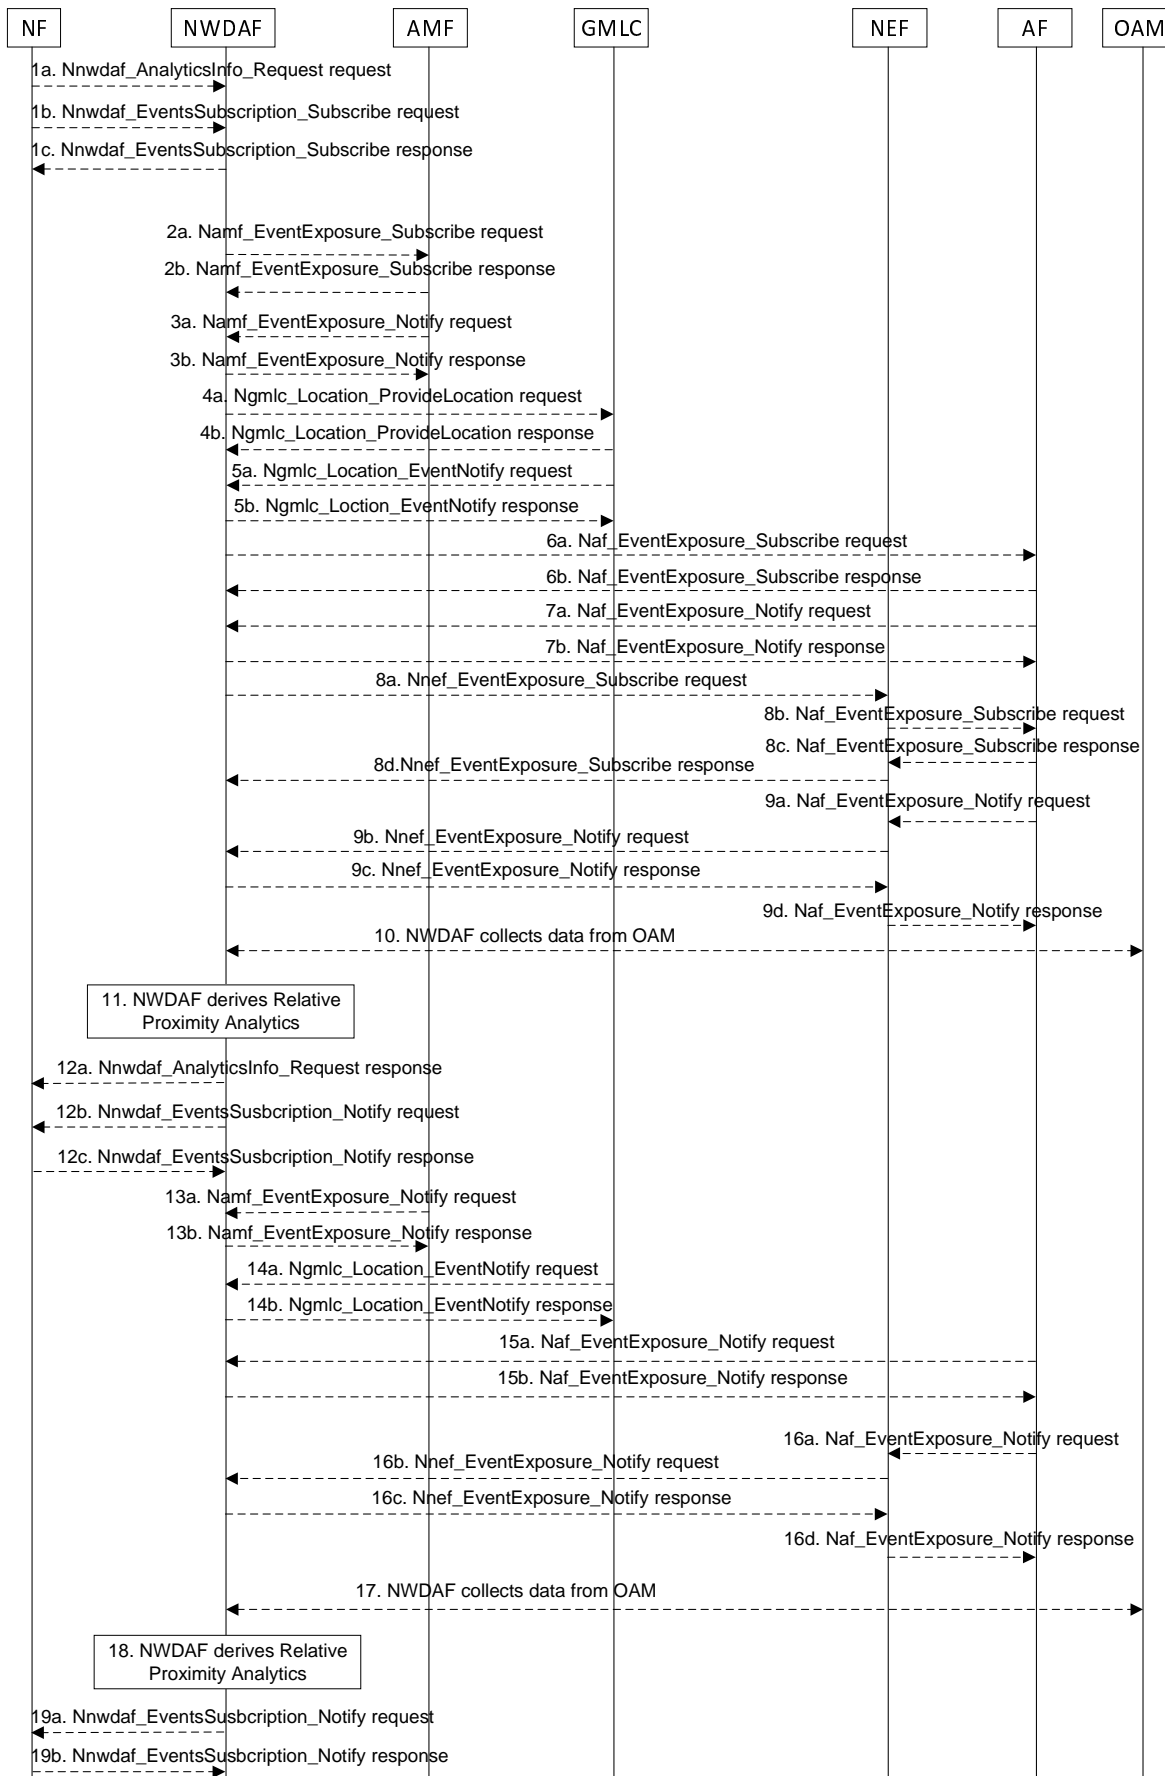 NF
NWDAF
AMF
GMLC
NEF
AF
OAM
1a. Nnwdaf_AnalyticsInfo_Request request
1b. Nnwdaf_EventsSubscription_Subscribe request
1c. Nnwdaf_EventsSubscription_Subscribe response
2a. Namf_EventExposure_Subscribe request
2b. Namf_EventExposure_Subscribe response
3a. Namf_EventExposure_Notify request
3b. Namf_EventExposure_Notify response
4a. Ngmlc_Location_ProvideLocation request
4b. Ngmlc_Location_ProvideLocation response
5a. Ngmlc_Location_EventNotify request
5b. Ngmlc_Loction_EventNotify response
6a. Naf_EventExposure_Subscribe request
6b. Naf_EventExposure_Subscribe response
7a. Naf_EventExposure_Notify request
7b. Naf_EventExposure_Notify response
8a. Nnef_EventExposure_Subscribe request
8b. Naf_EventExposure_Subscribe request
8c. Naf_EventExposure_Subscribe response
8d.Nnef_EventExposure_Subscribe response
9a. Naf_EventExposure_Notify request
9b. Nnef_EventExposure_Notify request
9c. Nnef_EventExposure_Notify response
9d. Naf_EventExposure_Notify response
10. NWDAF collects data from OAM
11. NWDAF derives Relative
Proximity Analytics
12a. Nnwdaf_AnalyticsInfo_Request response
12b. Nnwdaf_EventsSusbcription_Notify request
12c. Nnwdaf_EventsSusbcription_Notify response
13a. Namf_EventExposure_Notify request
13b. Namf_EventExposure_Notify response
14a. Ngmlc_Location_EventNotify request
14b. Ngmlc_Location_EventNotify response
15a. Naf_EventExposure_Notify request
15b. Naf_EventExposure_Notify response
16a. Naf_EventExposure_Notify request
16b. Nnef_EventExposure_Notify request
16c. Nnef_EventExposure_Notify response
16d. Naf_EventExposure_Notify response
17. NWDAF collects data from OAM
18. NWDAF derives Relative
Proximity Analytics
19a. Nnwdaf_EventsSusbcription_Notify request
19b. Nnwdaf_EventsSusbcription_Notify response